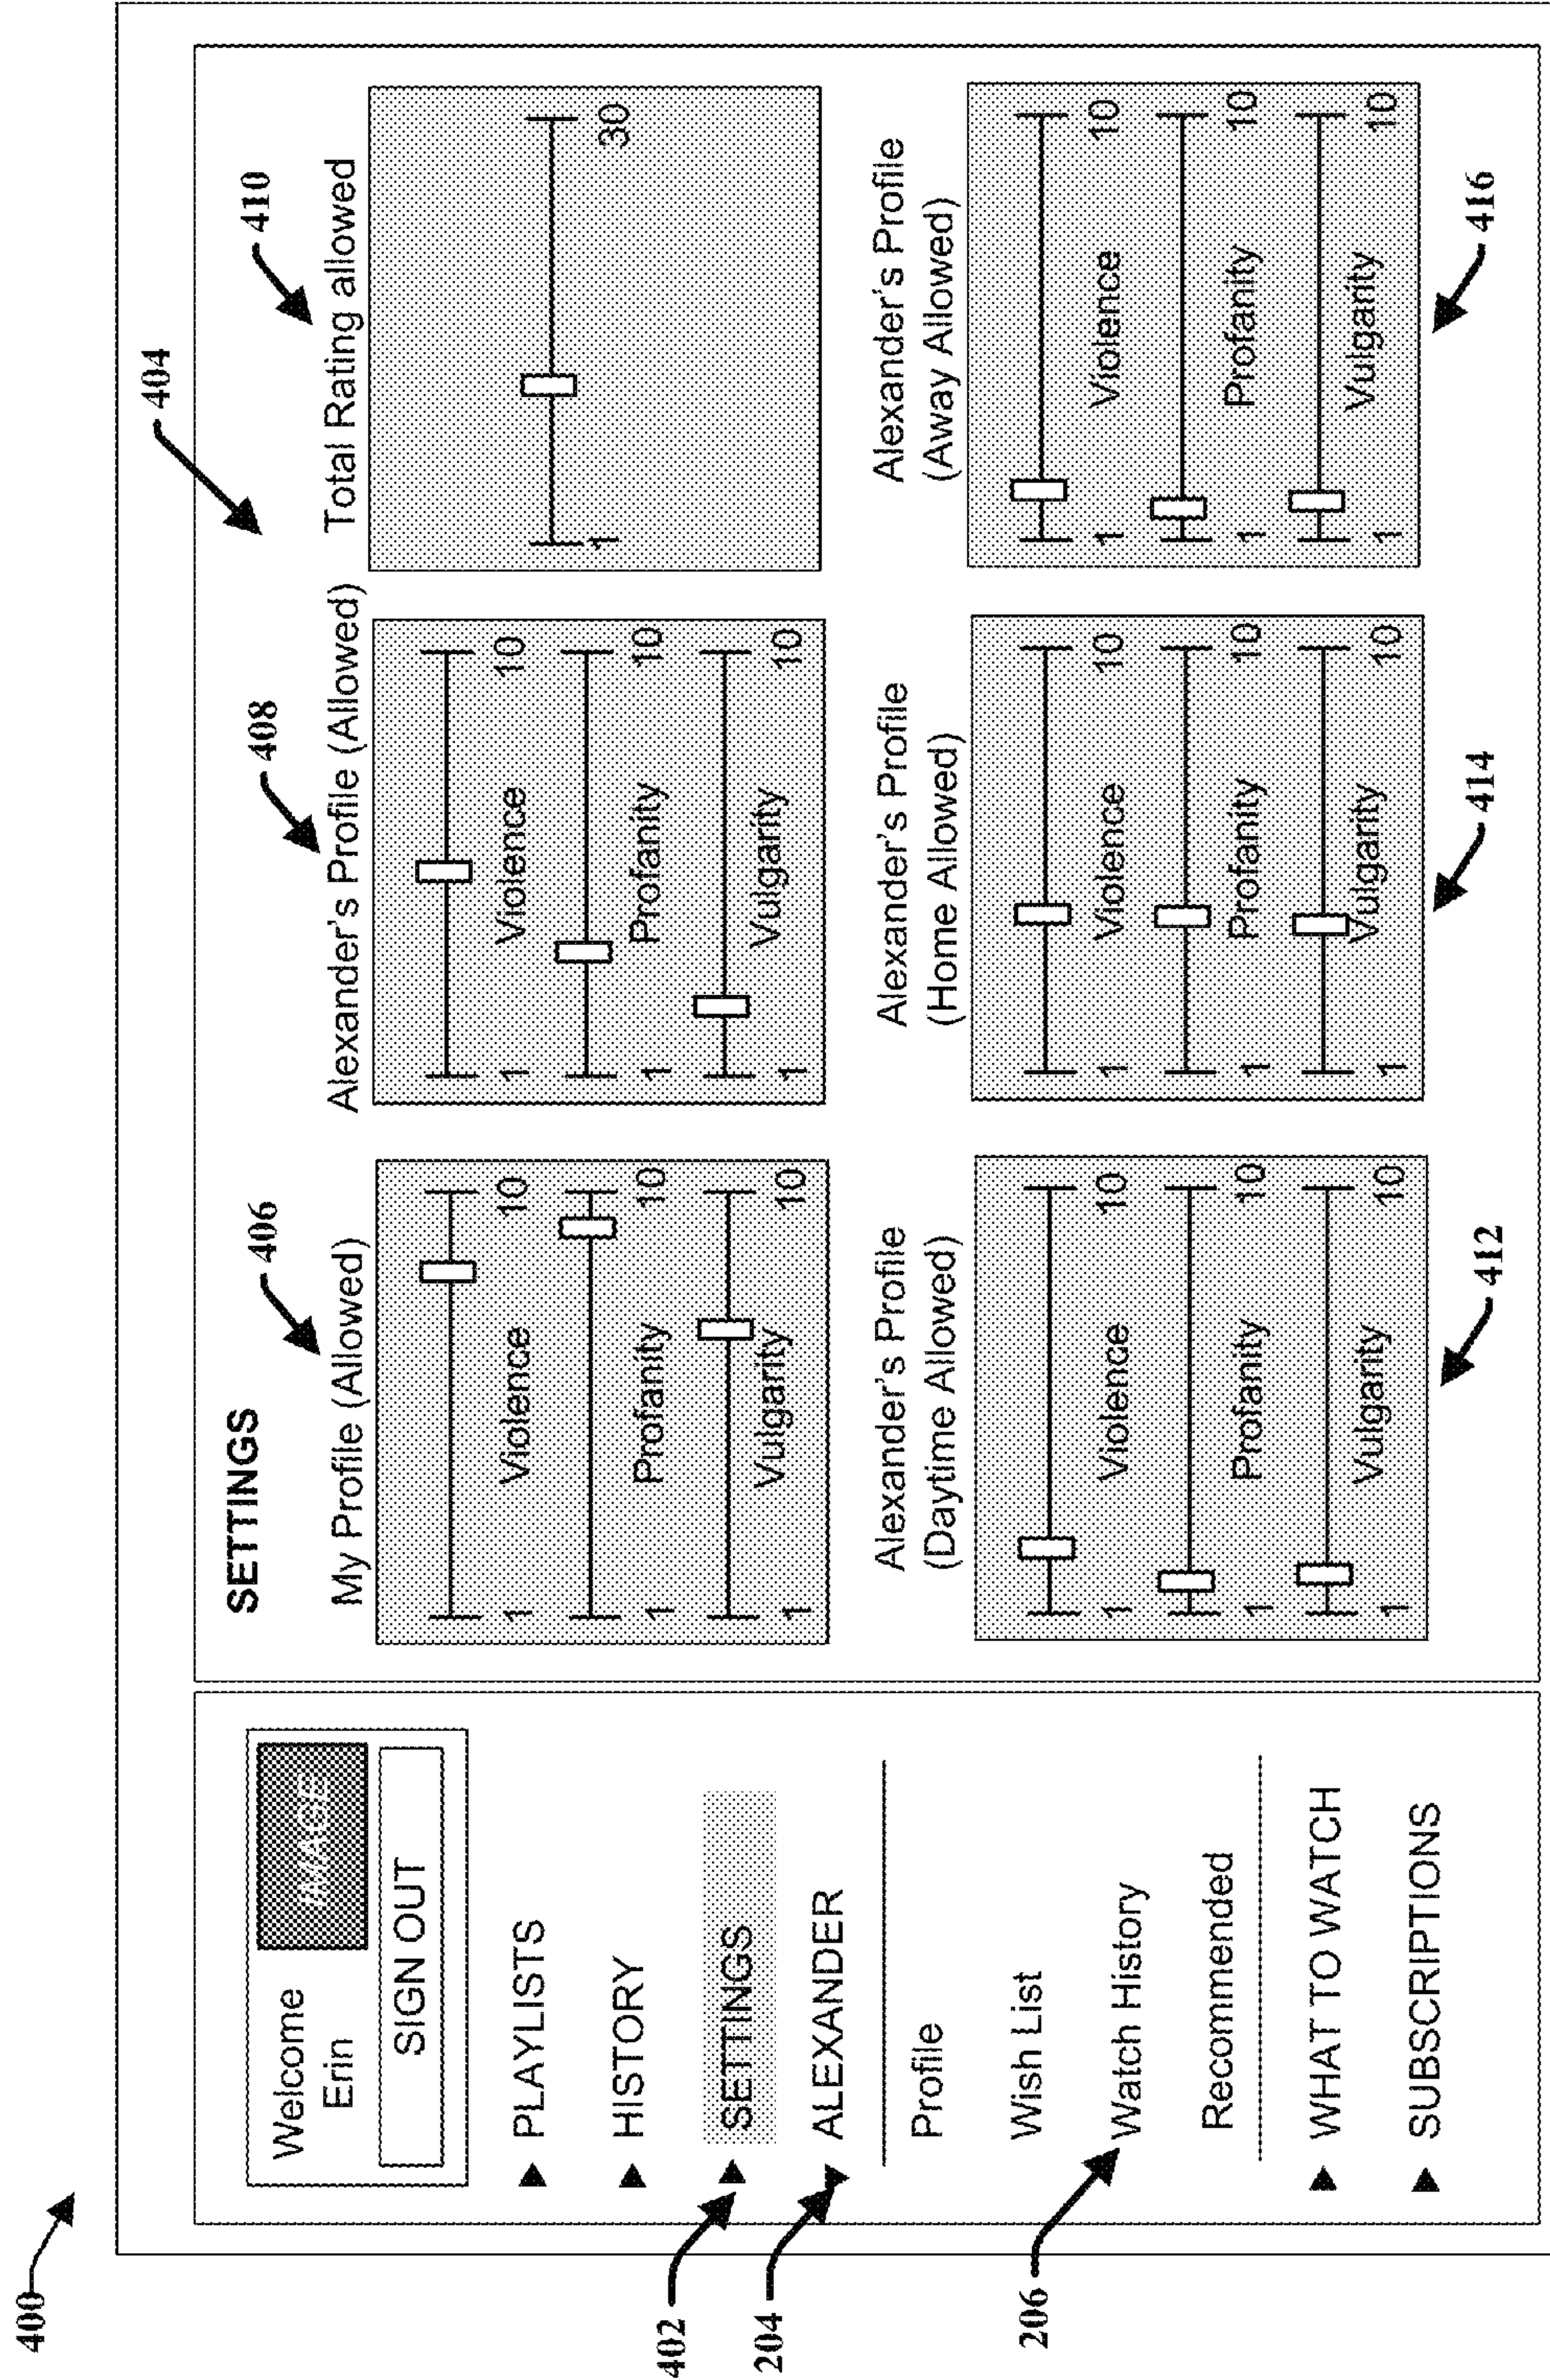 400
Welcome
Erin
IMAGE
SIGN OUT
PLAYLISTS
HISTORY
402
SETTINGS
204
ALEXANDER
Profile
Wish List
206
Watch History
Recommended
WHAT TO WATCH
SUBSCRIPTIONS
404
SETTINGS
406
My Profile (Allowed)
1 Violence 10
1 Profanity 10
1 Vulgarity 10
408
Alexander's Profile (Allowed)
1 Violence 10
1 Profanity 10
1 Vulgarity 10
410
Total Rating allowed
1 30
Alexander's Profile
(Daytime Allowed)
1 Violence 10
1 Profanity 10
1 Vulgarity 10
412
Alexander's Profile
(Home Allowed)
1 Violence 10
1 Profanity 10
1 Vulgarity 10
414
Alexander's Profile
(Away Allowed)
1 Violence 10
1 Profanity 10
1 Vulgarity 10
416